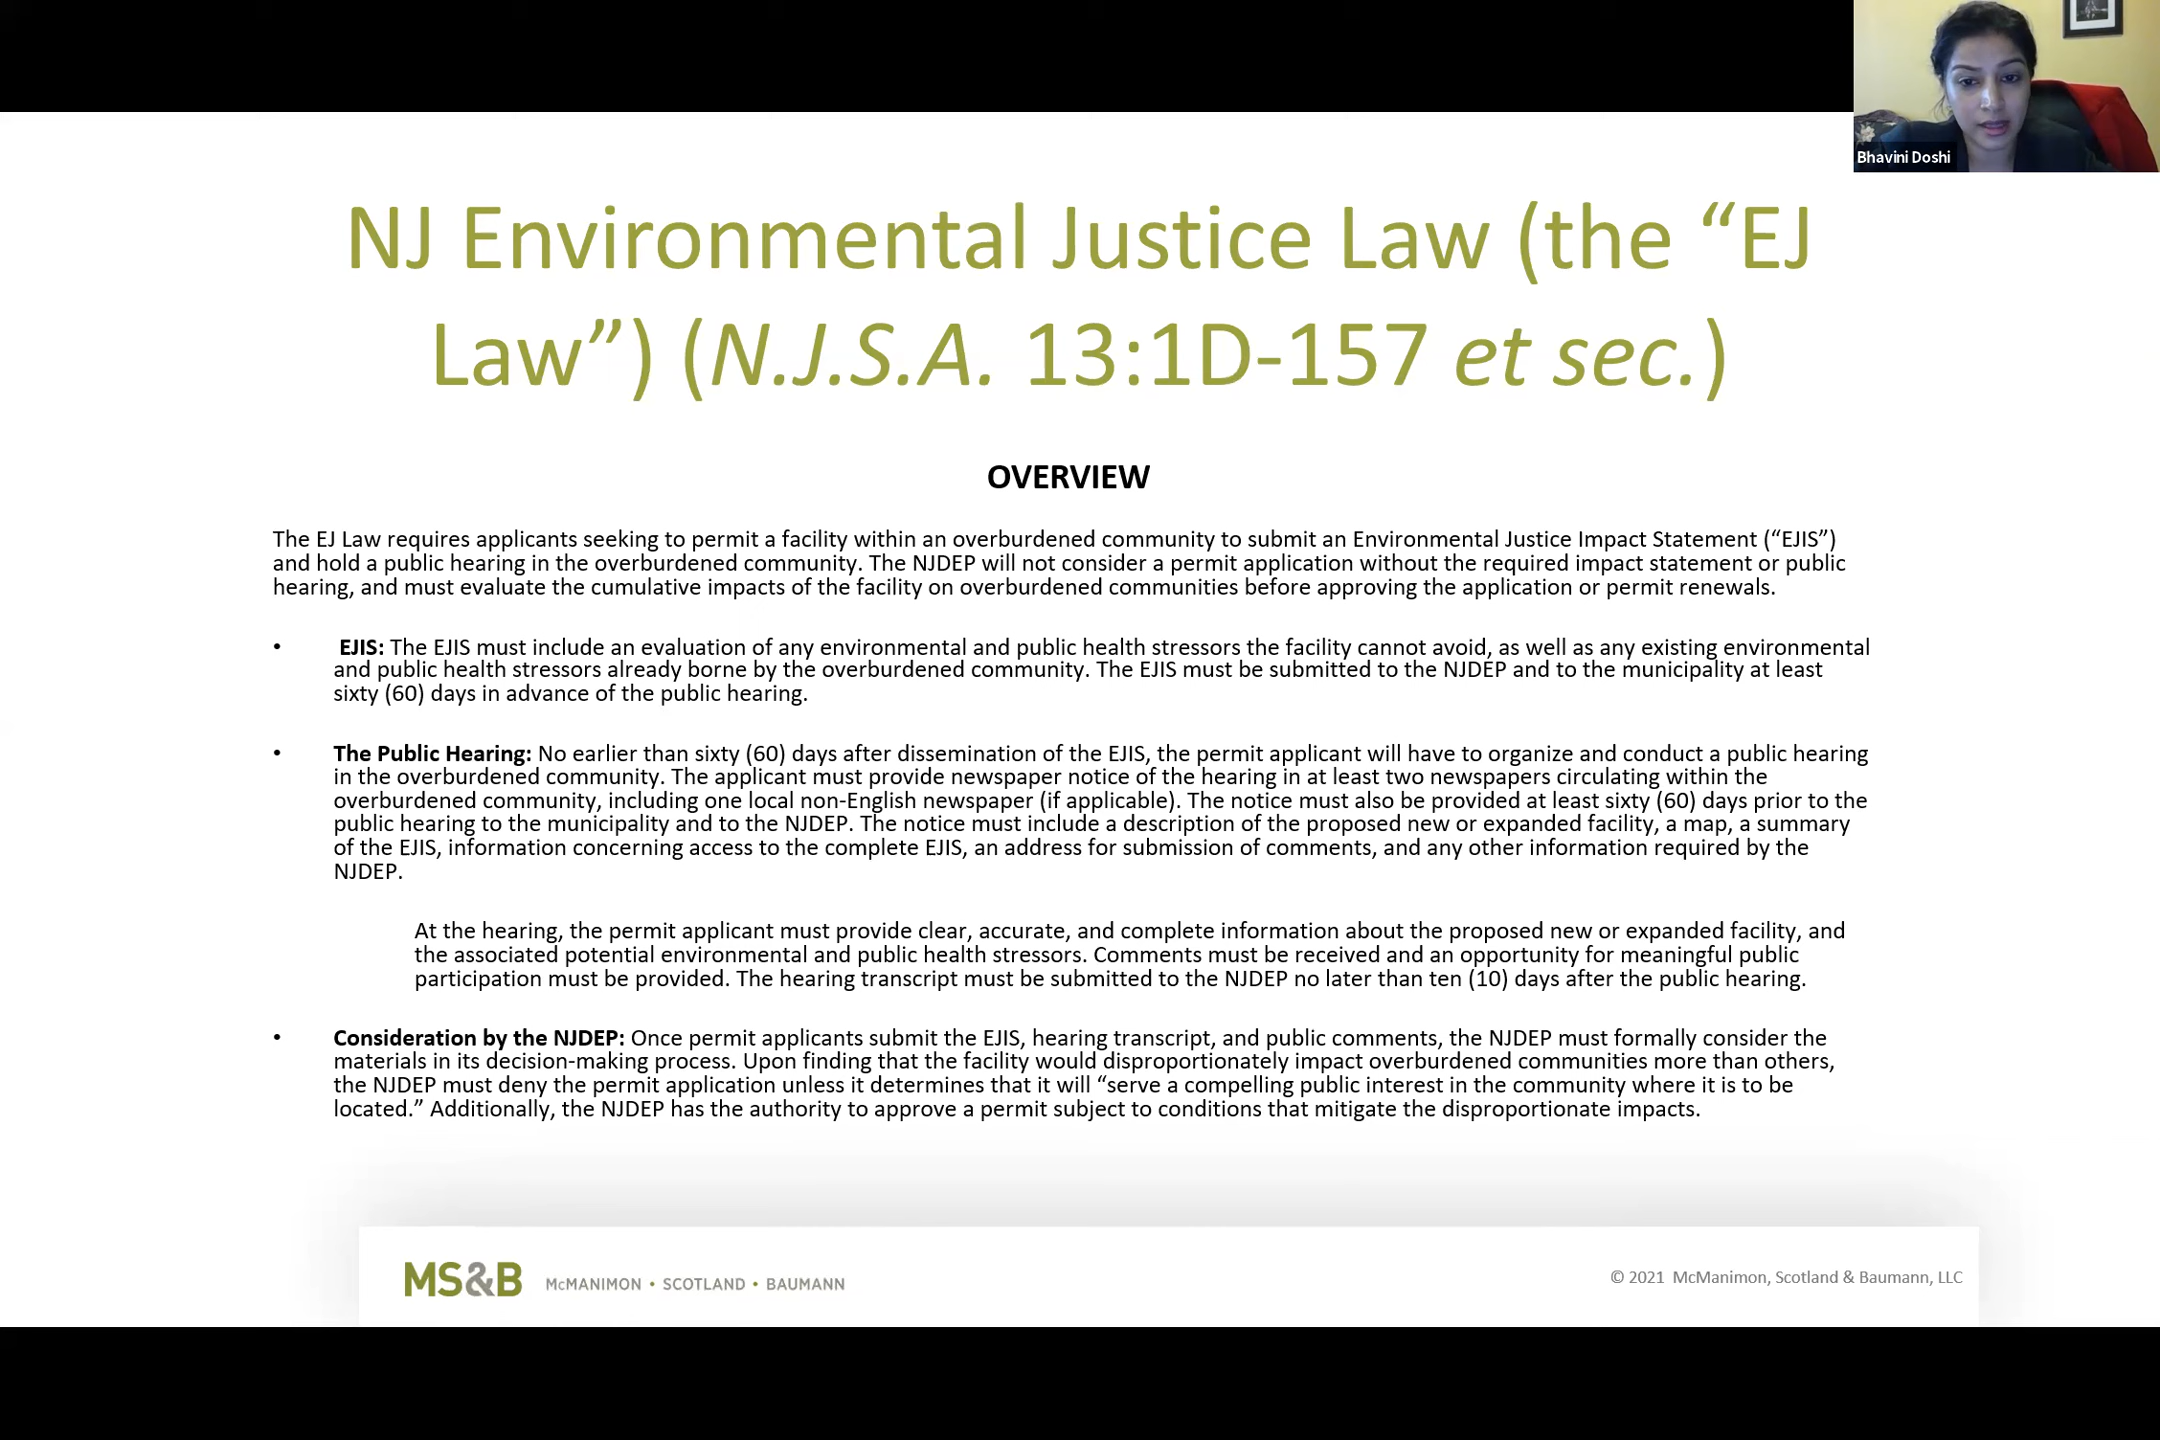 Bhavini Doshi
NJ Environmental Justice Law (the “EJ
Law”) (N.J.S.A. 13:1D-157 et sec.)
OVERVIEW
The EJ Law requires applicants seeking to permit a facility within an overburdened community to submit an Environmental Justice Impact Statement (“EJIS”)
and hold a public hearing in the overburdened community. The NJDEP will not consider a permit application without the required impact statement or public
hearing, and must evaluate the cumulative impacts of the facility on overburdened communities before approving the application or permit renewals.
• EJIS: The EJIS must include an evaluation of any environmental and public health stressors the facility cannot avoid, as well as any existing environmental
and public health stressors already borne by the overburdened community. The EJIS must be submitted to the NJDEP and to the municipality at least
sixty (60) days in advance of the public hearing.
• The Public Hearing: No earlier than sixty (60) days after dissemination of the EJIS, the permit applicant will have to organize and conduct a public hearing
in the overburdened community. The applicant must provide newspaper notice of the hearing in at least two newspapers circulating within the
overburdened community, including one local non-English newspaper (if applicable). The notice must also be provided at least sixty (60) days prior to the
public hearing to the municipality and to the NJDEP. The notice must include a description of the proposed new or expanded facility, a map, a summary
of the EJIS, information concerning access to the complete EJIS, an address for submission of comments, and any other information required by the
NJDEP.
At the hearing, the permit applicant must provide clear, accurate, and complete information about the proposed new or expanded facility, and
the associated potential environmental and public health stressors. Comments must be received and an opportunity for meaningful public
participation must be provided. The hearing transcript must be submitted to the NJDEP no later than ten (10) days after the public hearing.
• Consideration by the NJDEP: Once permit applicants submit the EJIS, hearing transcript, and public comments, the NJDEP must formally consider the
materials in its decision-making process. Upon finding that the facility would disproportionately impact overburdened communities more than others,
the NJDEP must deny the permit application unless it determines that it will “serve a compelling public interest in the community where it is to be
located.” Additionally, the NJDEP has the authority to approve a permit subject to conditions that mitigate the disproportionate impacts.
MS&B McMANIMON • SCOTLAND • BAUMANN
© 2021 McManimon, Scotland & Baumann, LLC